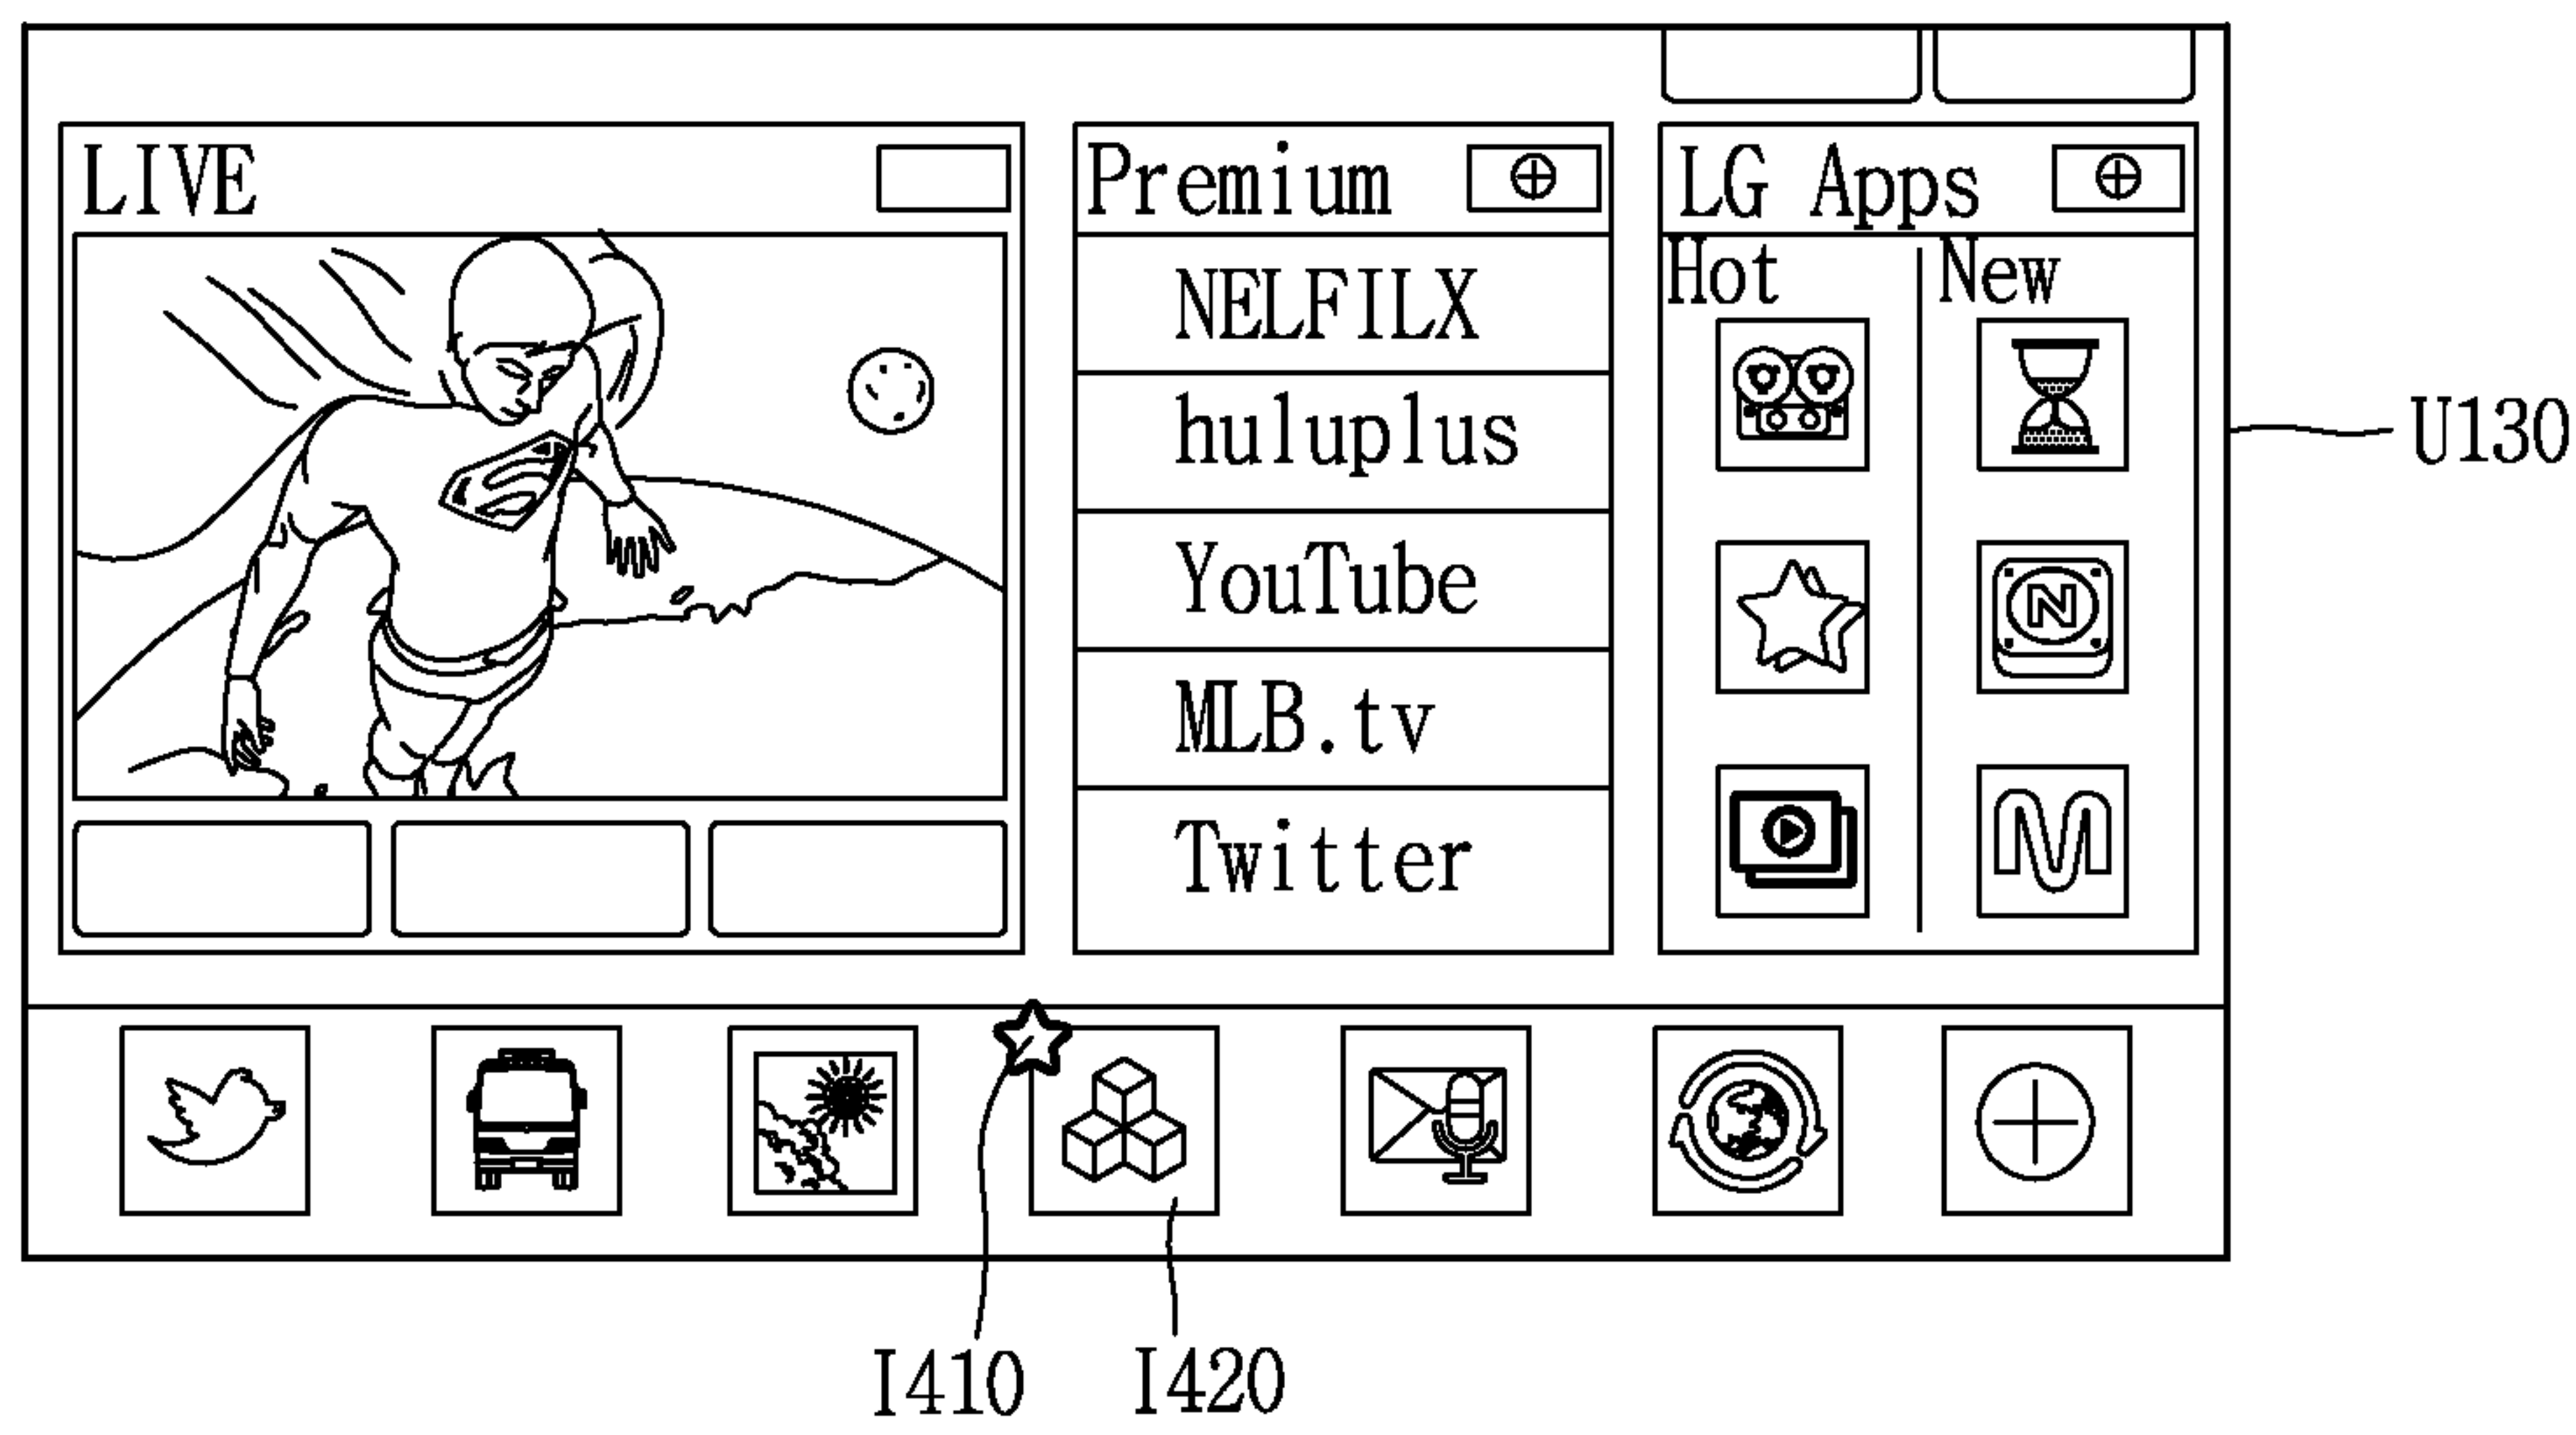 LIVE
Premium
LG Apps
Hot
New
NELFILX
huluplus
YouTube
MLB.tv
Twitter
N
M
U130
I410
I420